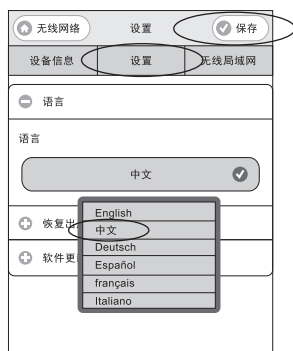 无线网络 设置 保存
设备信息 设置 无线局域网
语言
语言
中文
恢复出
软件更
English
中文
Deutsch
Español
français
Italiano